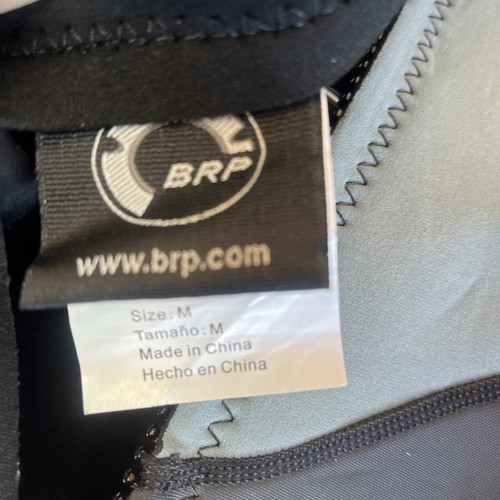 BRP
www.brp.com
Size: M
Tamaño: M
Made in China
Hecho en China